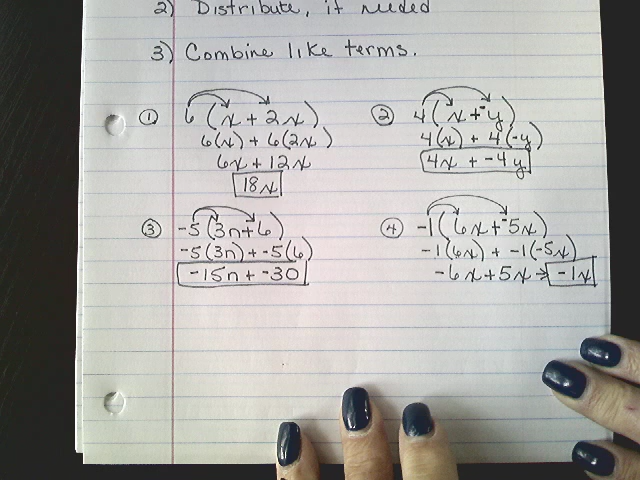 2) Distribute, if needed
3) Combine like terms.
① 6(x + 2x)
6(x) + 6(2x)
6x + 12x
18x
② 4(x + -y)
4(x) + 4(-y)
4x + -4y
③ -5(3n+6)
-5(3n) + -5(6)
-15n + -30
④ -1(6x + -5x)
-1(6x) + -1(-5x)
-6x + 5x ⇒ -1x